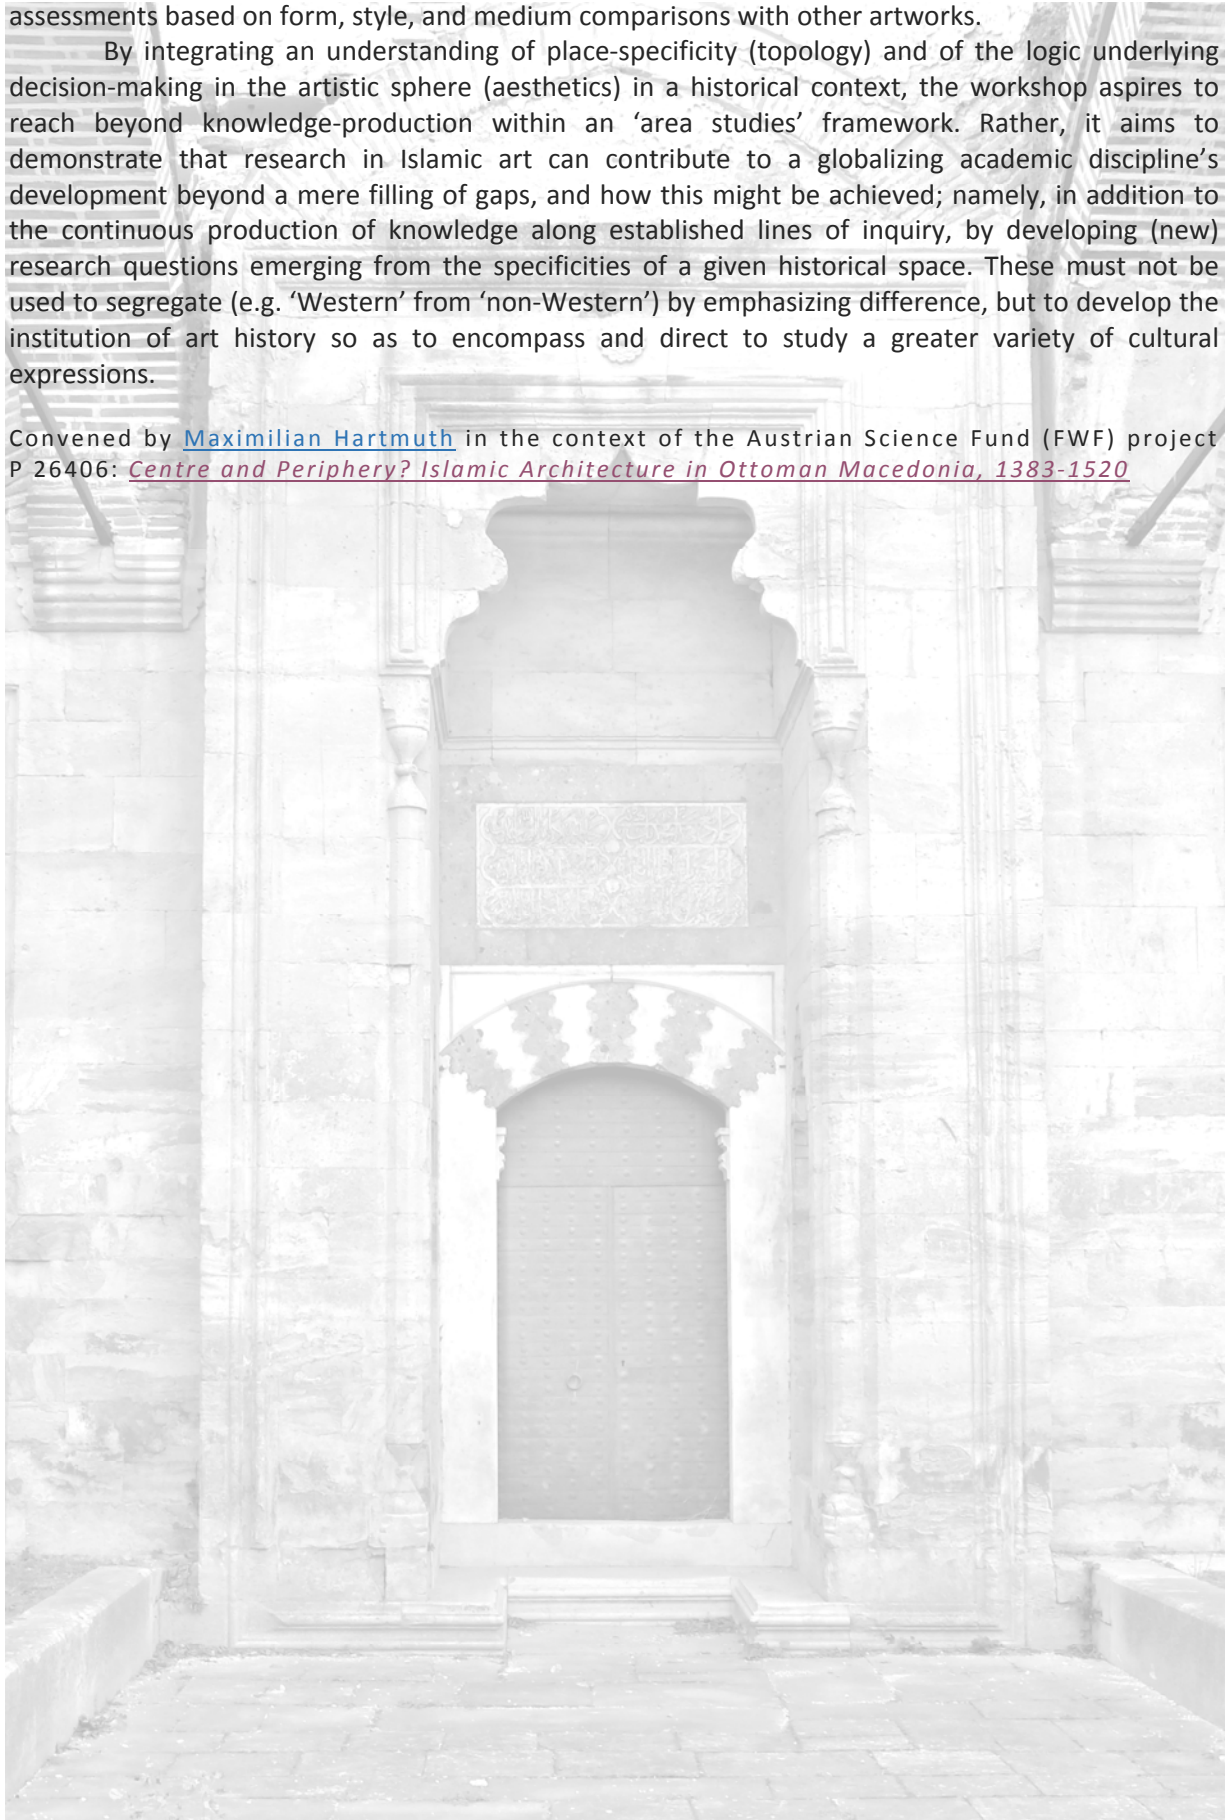 assessments based on form, style, and medium comparisons with other artworks.
By integrating an understanding of place-specificity (topology) and of the logic underlying
decision-making in the artistic sphere (aesthetics) in a historical context, the workshop aspires to
reach beyond knowledge-production within an ‘area studies’ framework. Rather, it aims to
demonstrate that research in Islamic art can contribute to a globalizing academic discipline’s
development beyond a mere filling of gaps, and how this might be achieved; namely, in addition to
the continuous production of knowledge along established lines of inquiry, by developing (new)
research questions emerging from the specificities of a given historical space. These must not be
used to segregate (e.g. ‘Western’ from ‘non-Western’) by emphasizing difference, but to develop the
institution of art history so as to encompass and direct to study a greater variety of cultural
expressions.
Convened by Maximilian Hartmuth in the context of the Austrian Science Fund (FWF) project
P 26406: Centre and Periphery? Islamic Architecture in Ottoman Macedonia, 1383-1520